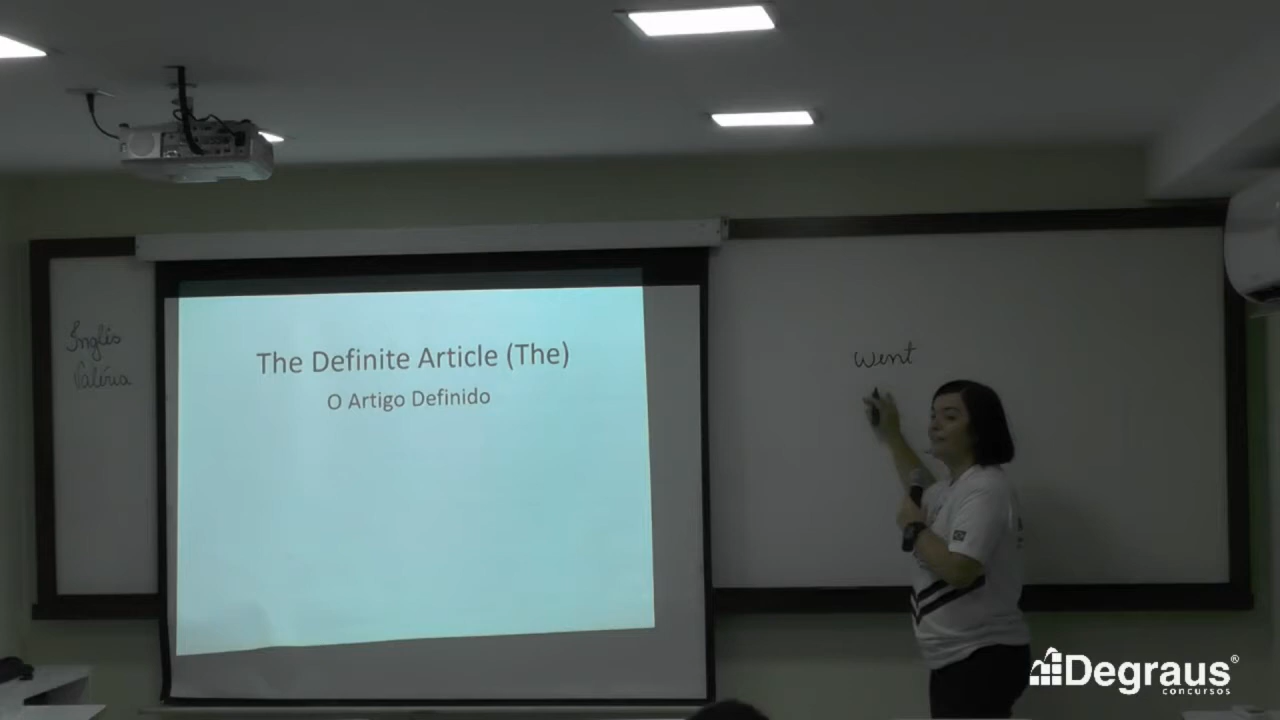 Inglês
Valéria
The Definite Article (The)
O Artigo Definido
went
Degraus®
concursos